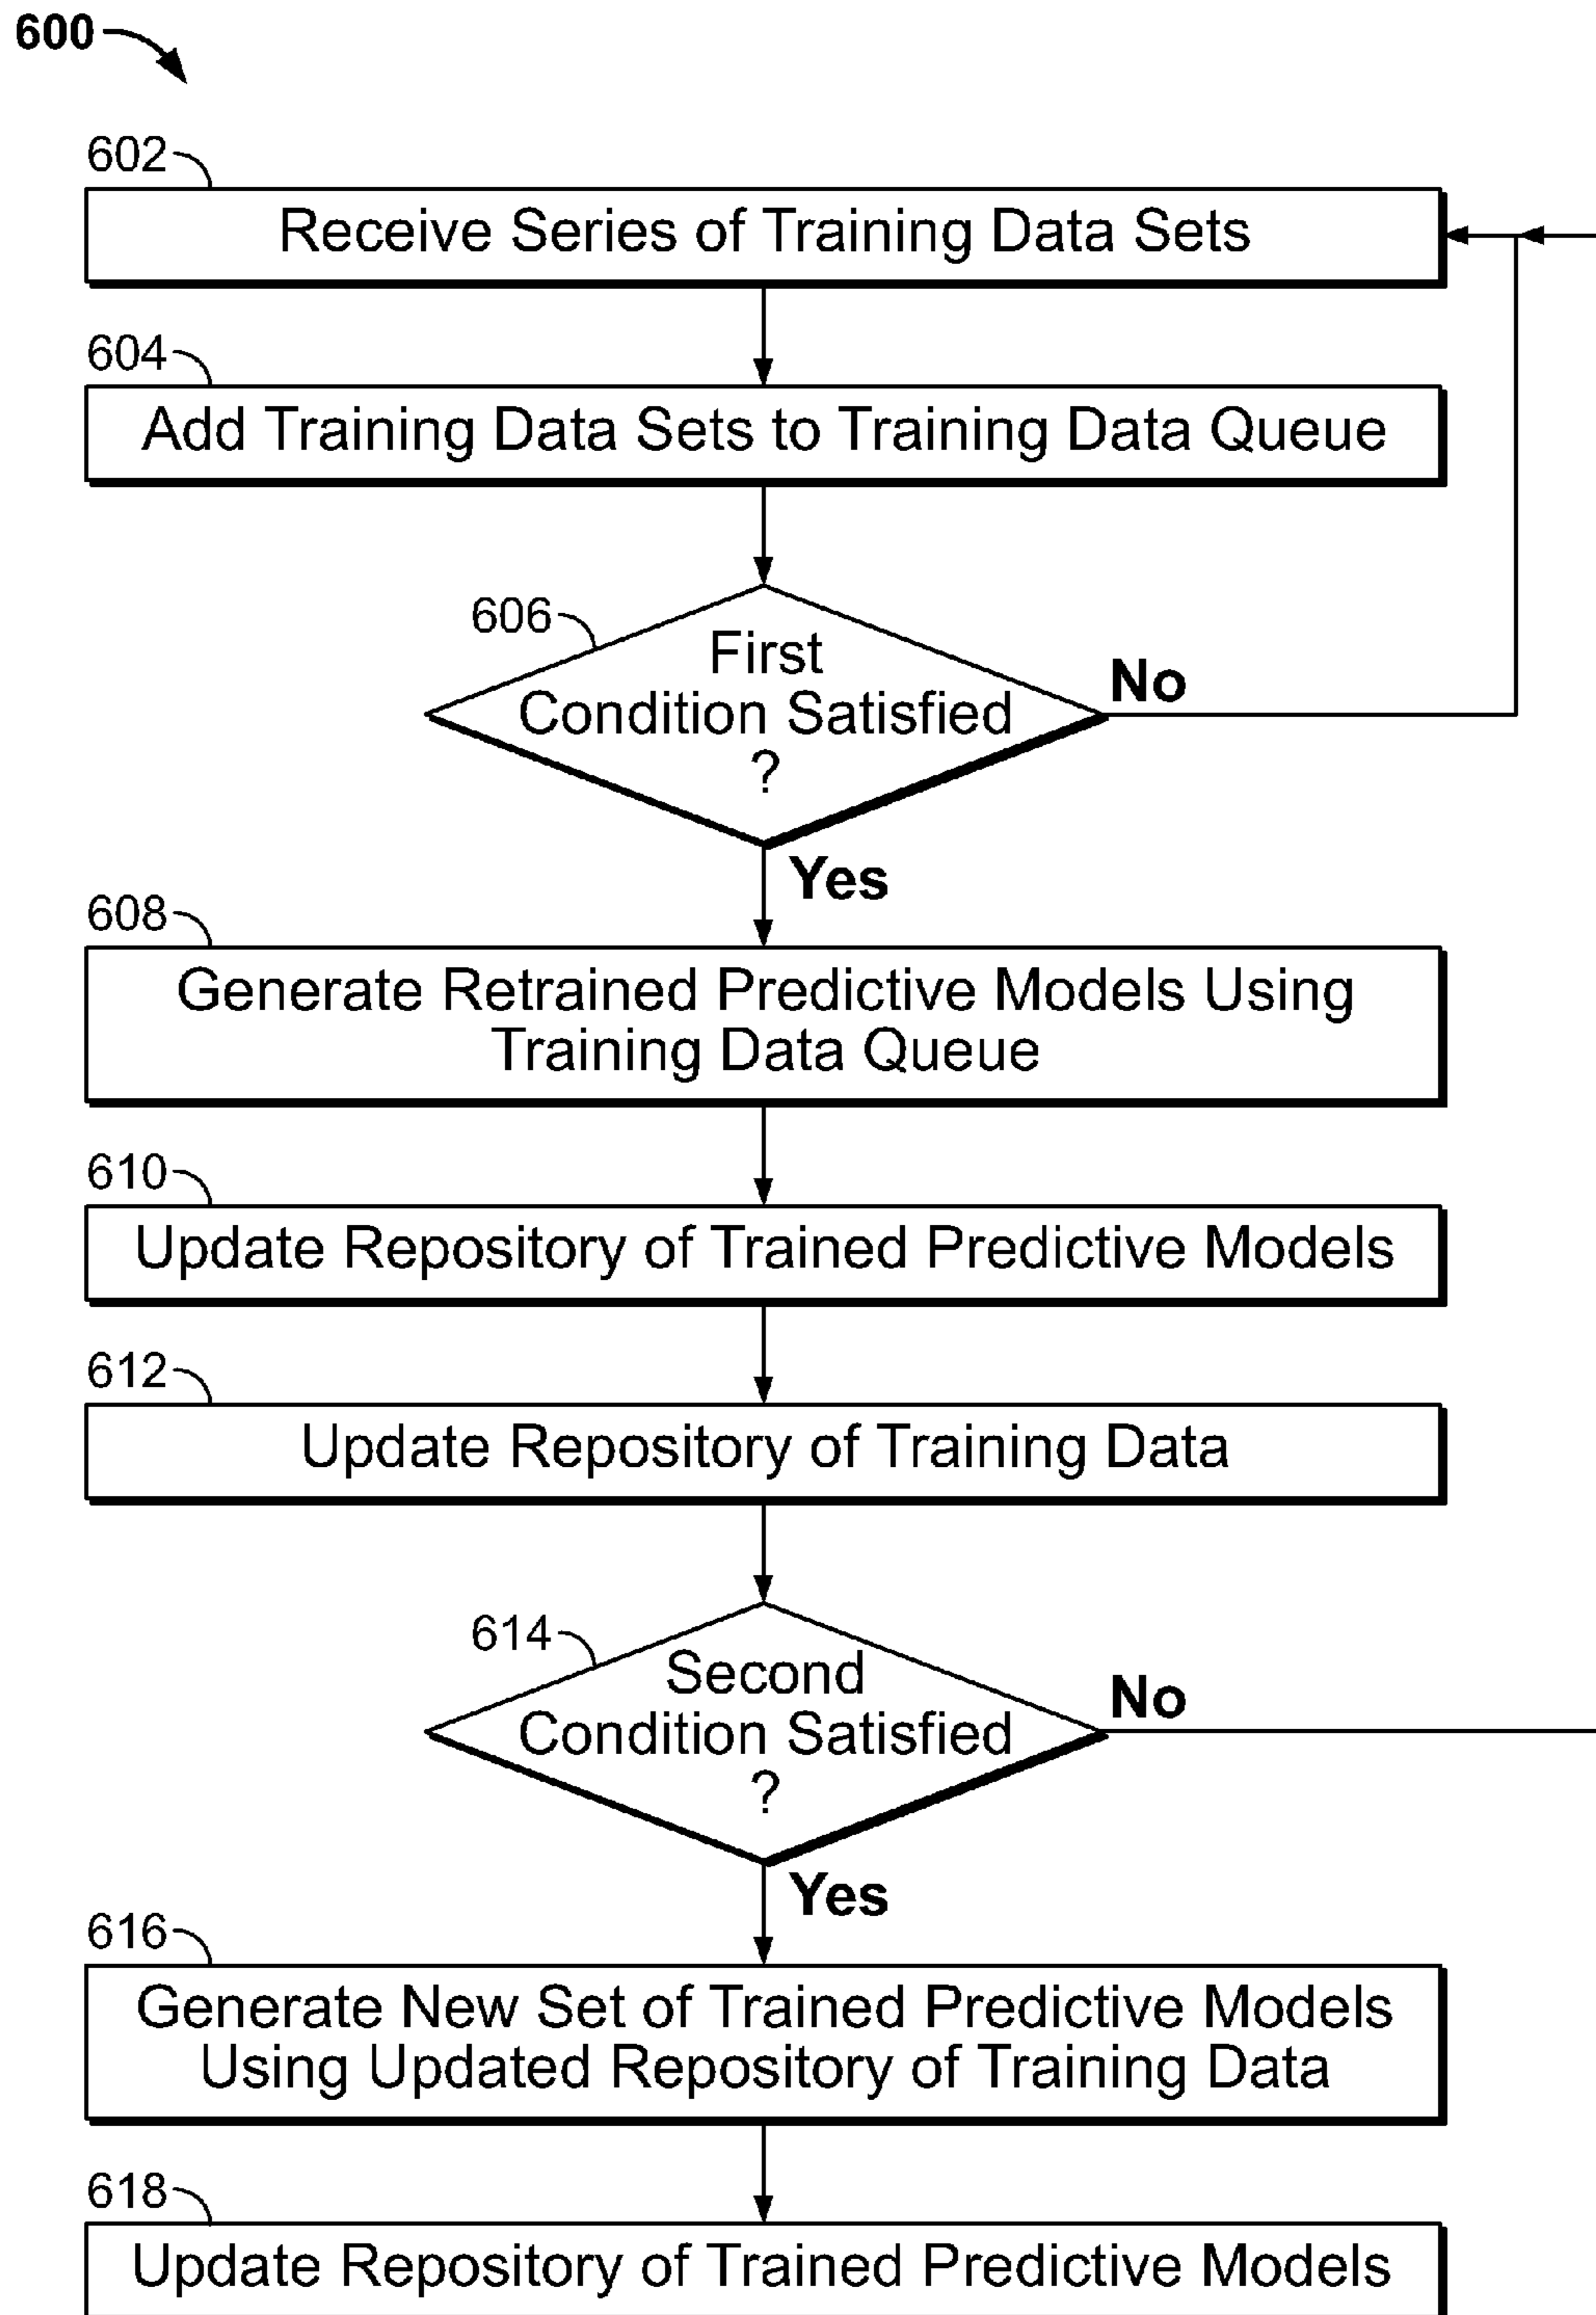 600
602
Receive Series of Training Data Sets
604
Add Training Data Sets to Training Data Queue
606
First
Condition Satisfied
?
No
Yes
608
Generate Retrained Predictive Models Using
Training Data Queue
610
Update Repository of Trained Predictive Models
612
Update Repository of Training Data
614
Second
Condition Satisfied
?
No
Yes
616
Generate New Set of Trained Predictive Models
Using Updated Repository of Training Data
618
Update Repository of Trained Predictive Models